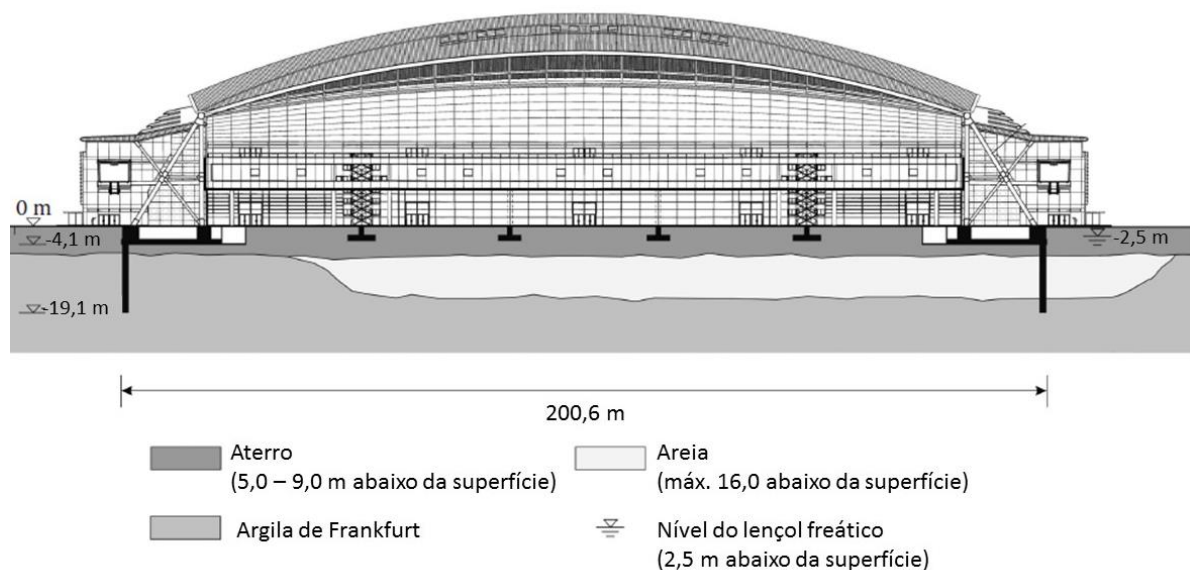 0 m
-4,1 m
-2,5 m
-19,1 m
200,6 m
Aterro
(5,0 – 9,0 m abaixo da superfície)
Areia
(máx. 16,0 abaixo da superfície)
Argila de Frankfurt
Nível do lençol freático
(2,5 m abaixo da superfície)